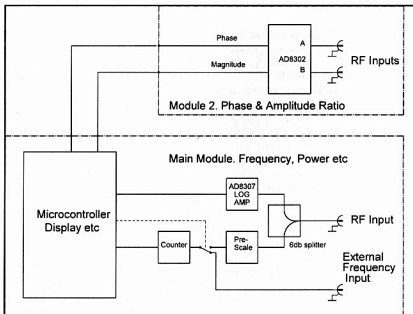 Phase
A
AD8302
RF Inputs
Magnitude
B
Module 2. Phase & Amplitude Ratio
Main Module. Frequency, Power etc
AD8307
LOG
AMP
Microcontroller
Display etc
RF Input
Counter
Pre-
Scale
6db splitter
External
Frequency
Input